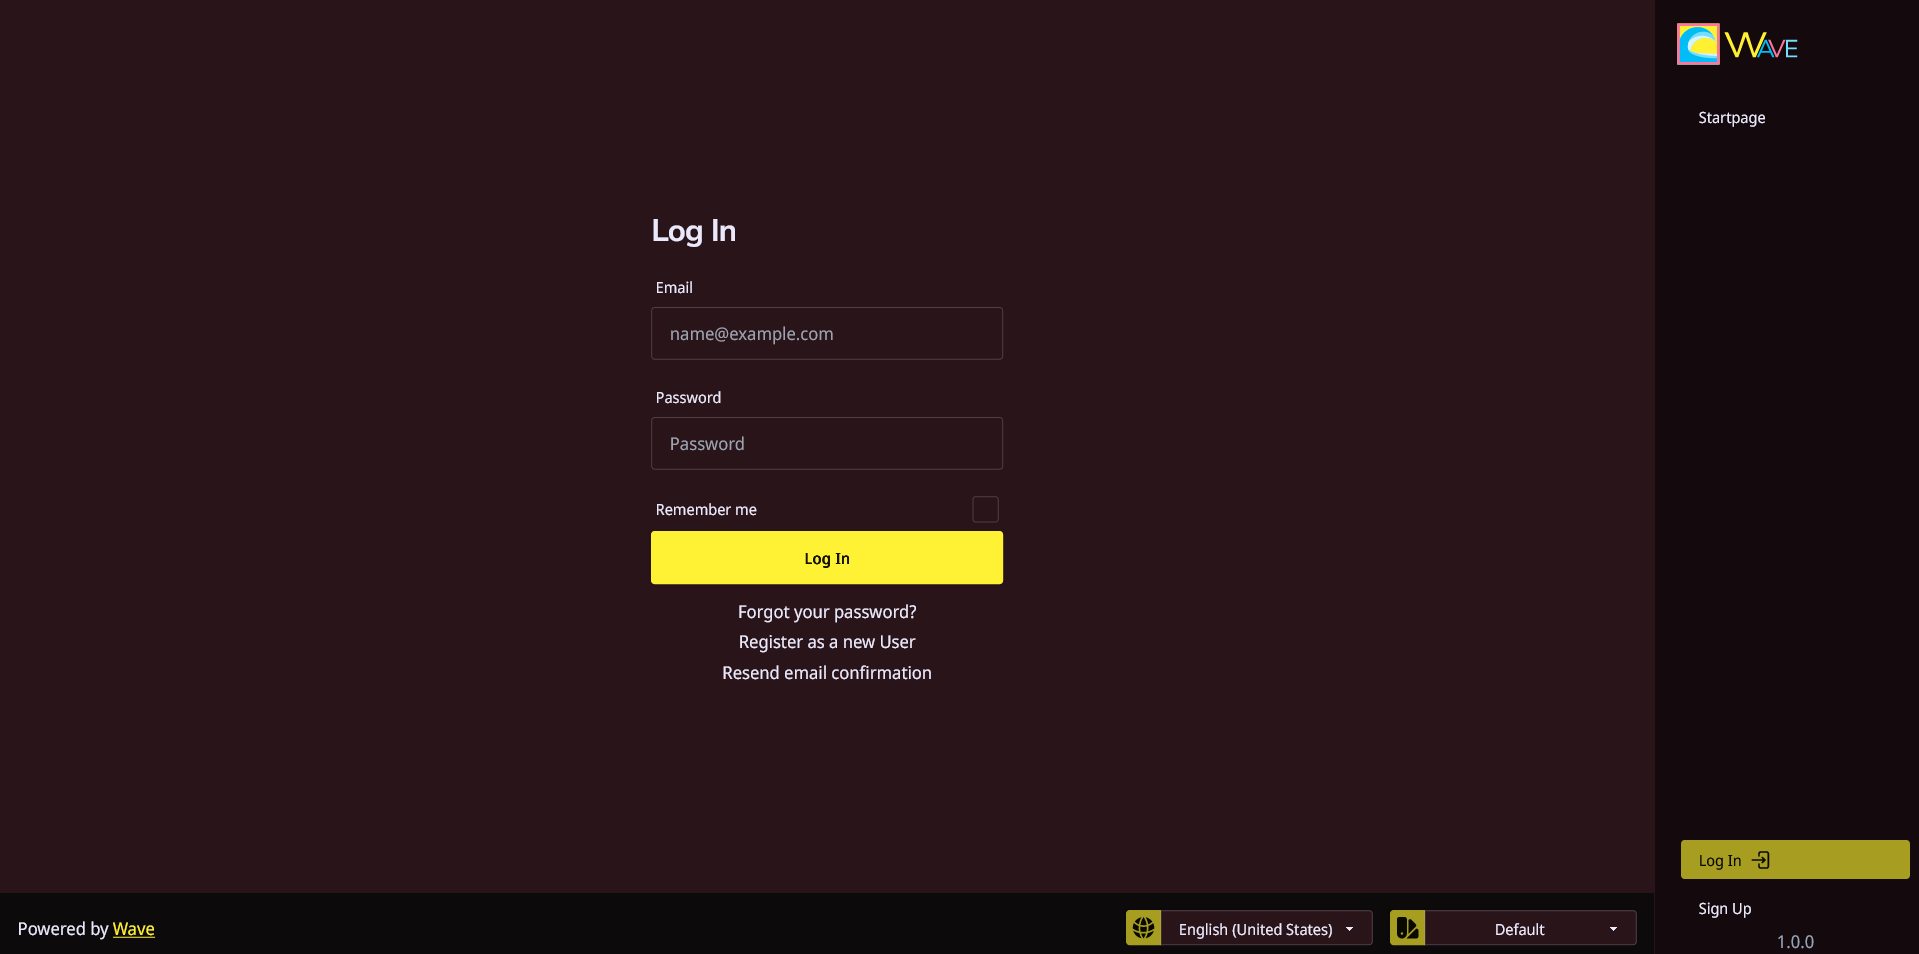 Log In
Email
name@example.com
Password
Password
Remember me
Log In
Forgot your password?
Register as a new User
Resend email confirmation
Powered by Wave
English (United States)
Default
WAVE
Startpage
Log In
Sign Up
1.0.0